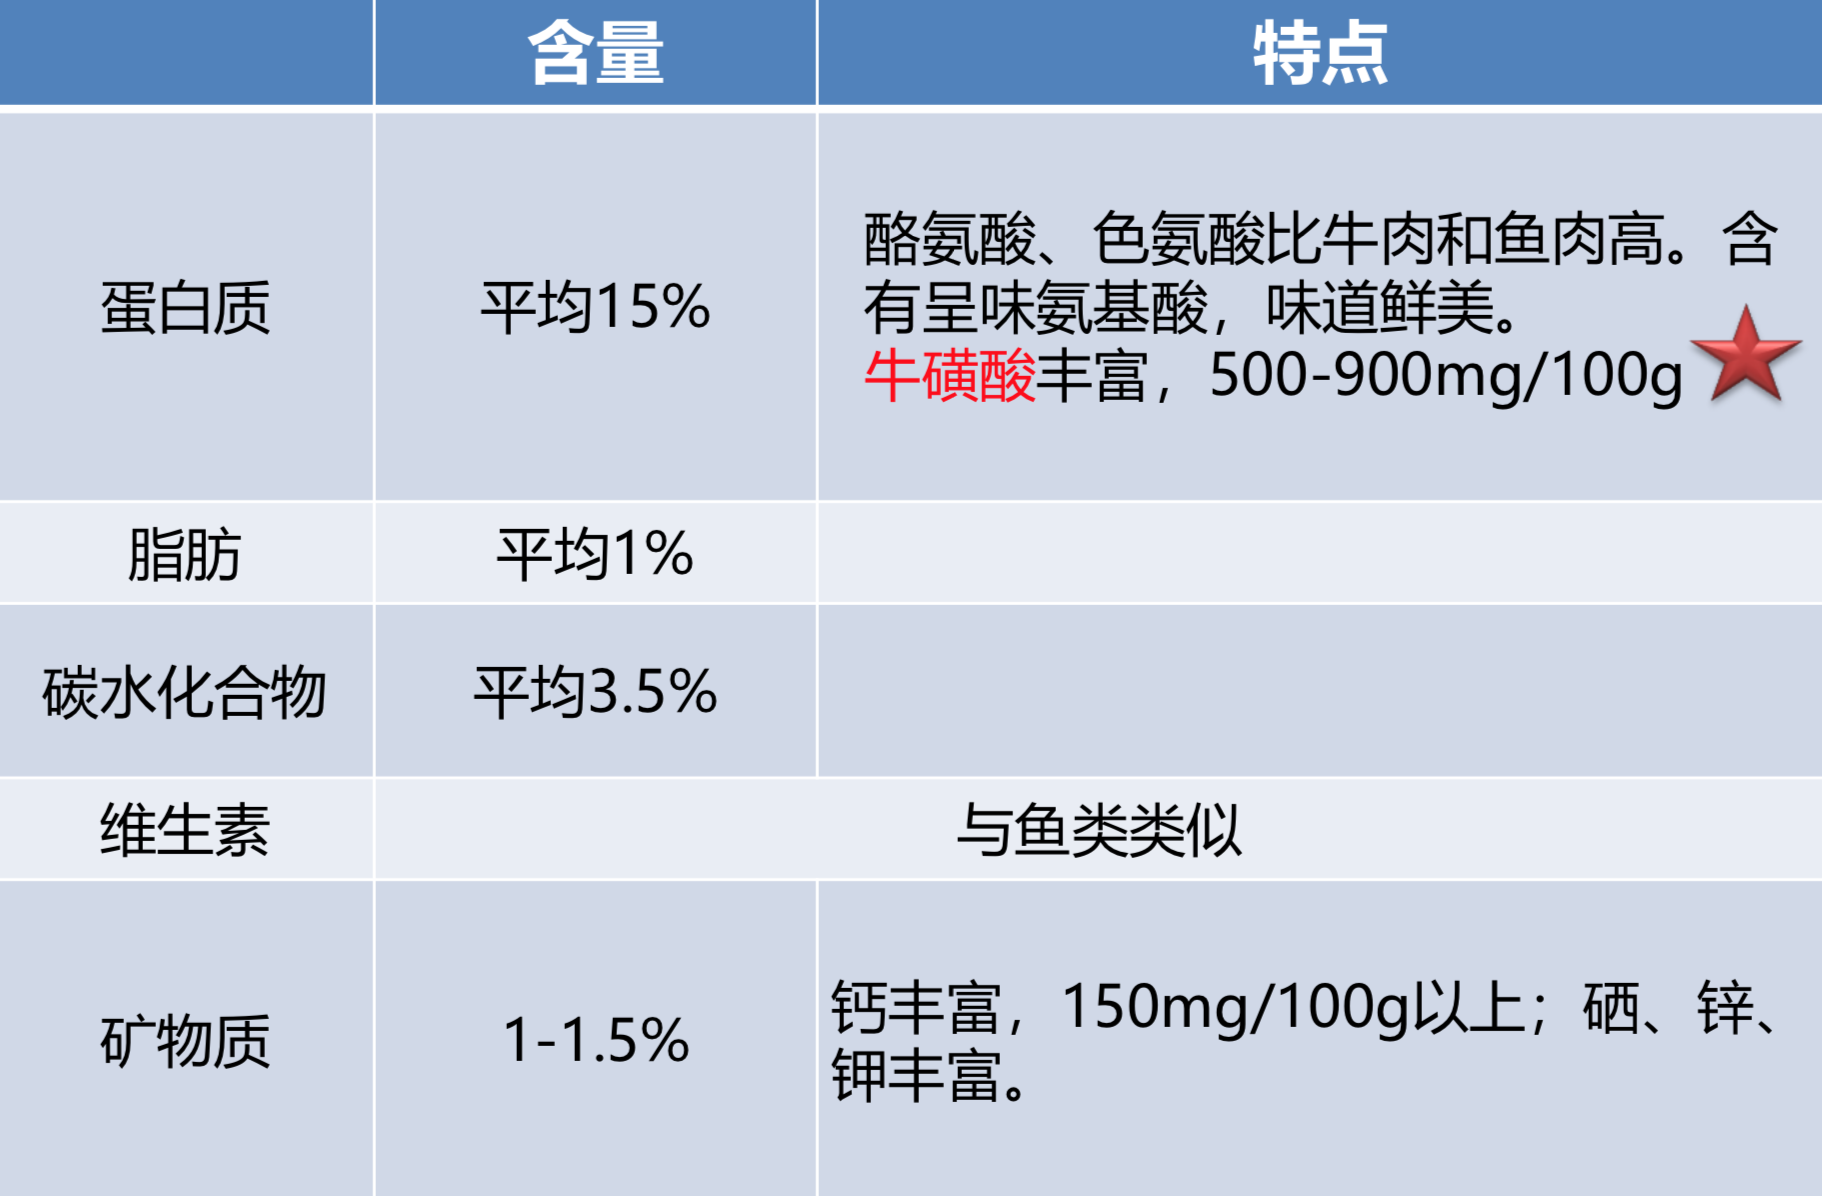 含量
特点
蛋白质
平均15%
酪氨酸、色氨酸比牛肉和鱼肉高。含
有呈味氨基酸，味道鲜美。
牛磺酸丰富，500-900mg/100g
脂肪
平均1%
碳水化合物
平均3.5%
维生素
与鱼类类似
矿物质
1-1.5%
钙丰富，150mg/100g以上；硒、锌、
钾丰富。